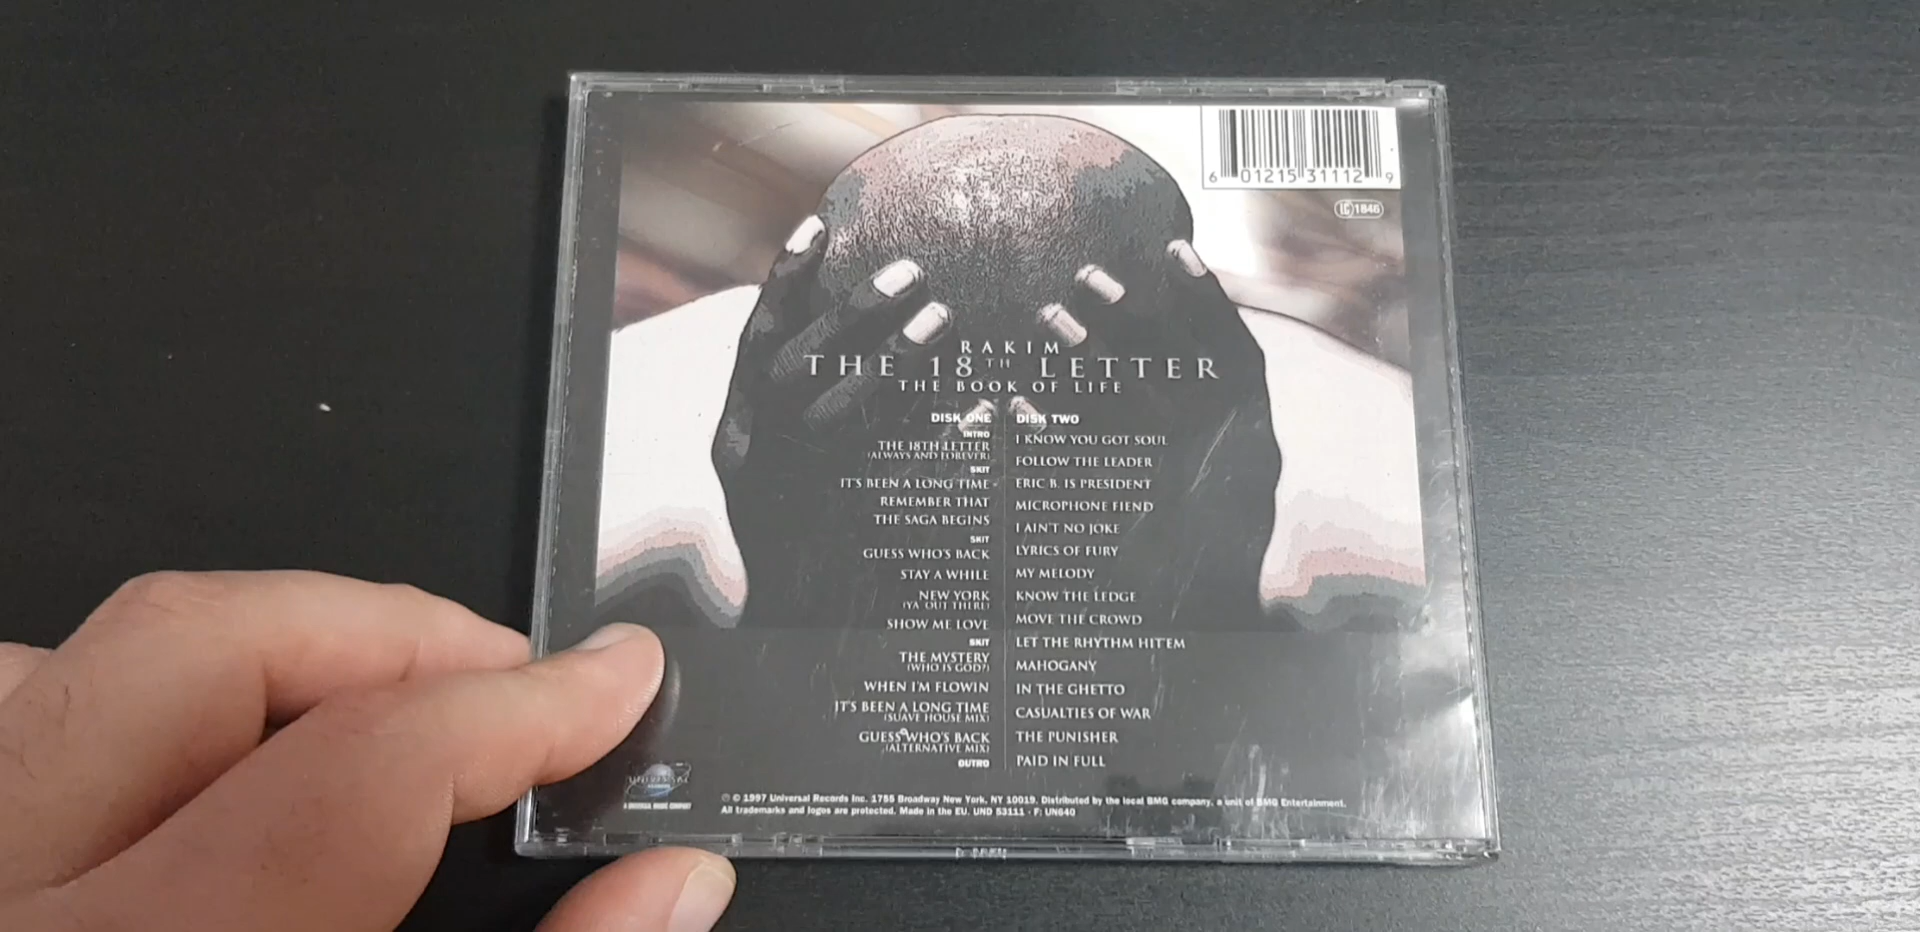 6 01215 31112 9
LC 1846
RAKIM
THE 18TH LETTER
THE BOOK OF LIFE
DISK ONE
INTRO
THE 18TH LETTER
(ALWAYS AND FOREVER)
SKIT
IT'S BEEN A LONG TIME
REMEMBER THAT
THE SAGA BEGINS
SKIT
GUESS WHO'S BACK
STAY A WHILE
NEW YORK
(YA' OUT THERE)
SHOW ME LOVE
SKIT
THE MYSTERY
(WHO IS GOD?)
WHEN I'M FLOWIN
IT'S BEEN A LONG TIME
(SUAVE HOUSE MIX)
GUESS WHO'S BACK
(ALTERNATIVE MIX)
OUTRO
DISK TWO
I KNOW YOU GOT SOUL
FOLLOW THE LEADER
ERIC B. IS PRESIDENT
MICROPHONE FIEND
I AIN'T NO JOKE
LYRICS OF FURY
MY MELODY
KNOW THE LEDGE
MOVE THE CROWD
LET THE RHYTHM HIT'EM
MAHOGANY
IN THE GHETTO
CASUALTIES OF WAR
THE PUNISHER
PAID IN FULL
UNIVERSAL
A UNIVERSAL MUSIC COMPANY
℗ © 1997 Universal Records Inc. 1755 Broadway New York, NY 10019. Distributed by the local BMG company, a unit of BMG Entertainment.
All trademarks and logos are protected. Made in the EU. UND 53111 - F: UN640